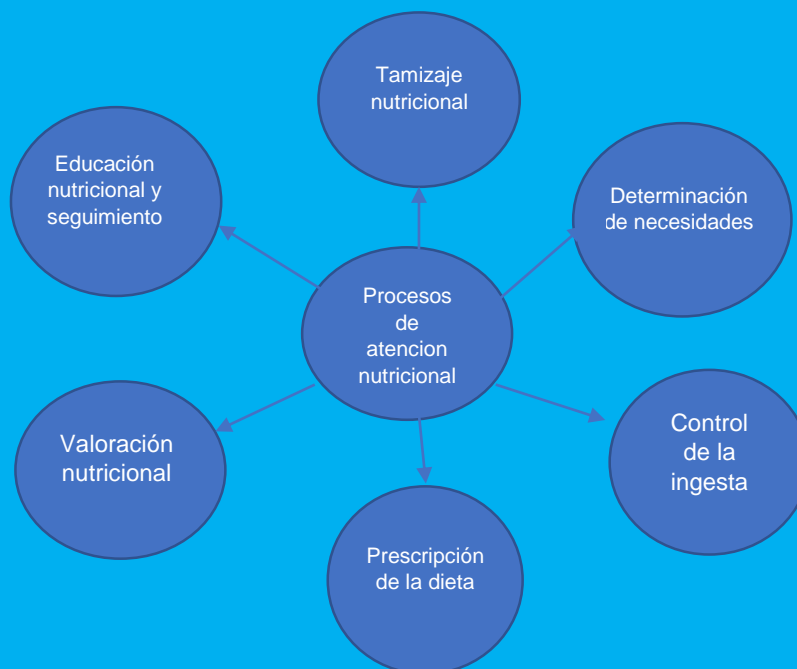 Tamizaje
nutricional
Educación
nutricional y
seguimiento
Determinación
de necesidades
Procesos
de
atencion
nutricional
Valoración
nutricional
Control
de la
ingesta
Prescripción
de la dieta